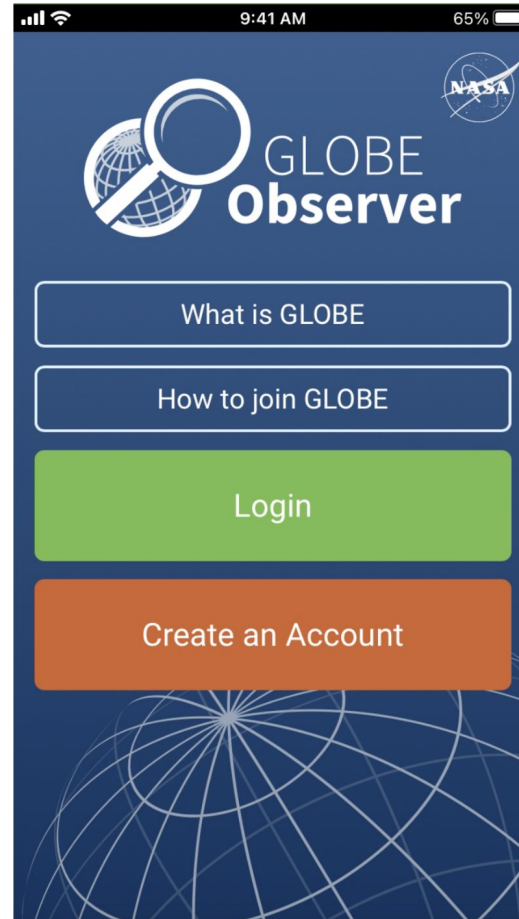 9:41 AM
65%
NASA
GLOBE
Observer
What is GLOBE
How to join GLOBE
Login
Create an Account